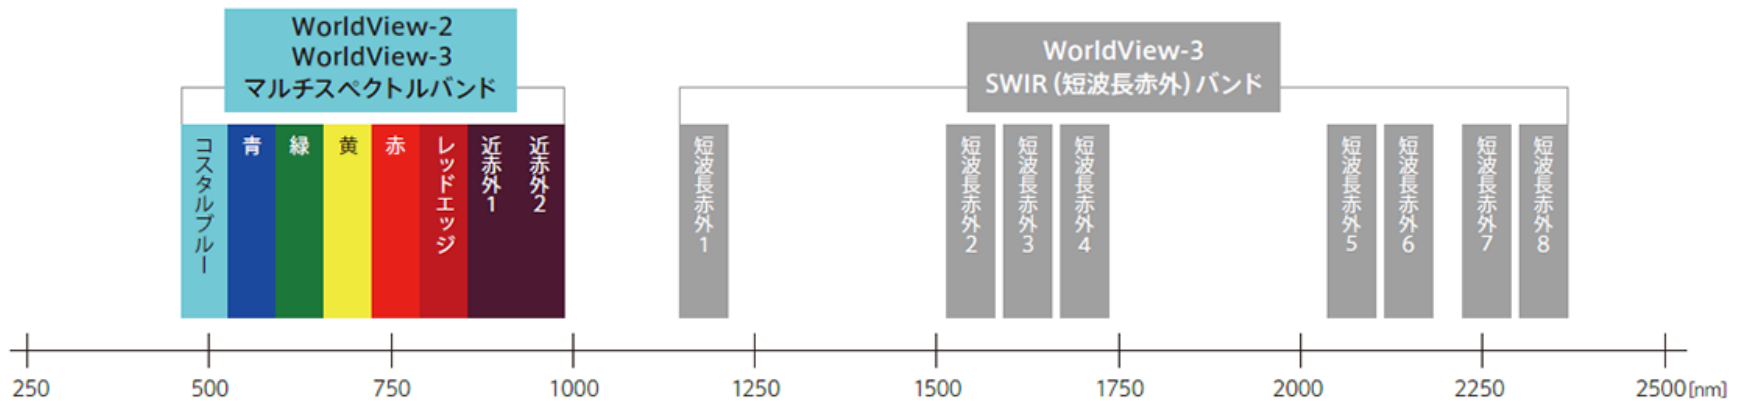 WorldView-2
WorldView-3
マルチスペクトルバンド
WorldView-3
SWIR（短波長赤外）バンド
コスタルブルー
青
緑
黄
赤
レッドエッジ
近赤外1
近赤外2
短波長赤外1
短波長赤外2
短波長赤外3
短波長赤外4
短波長赤外5
短波長赤外6
短波長赤外7
短波長赤外8
250 500 750 1000 1250 1500 1750 2000 2250 2500[nm]